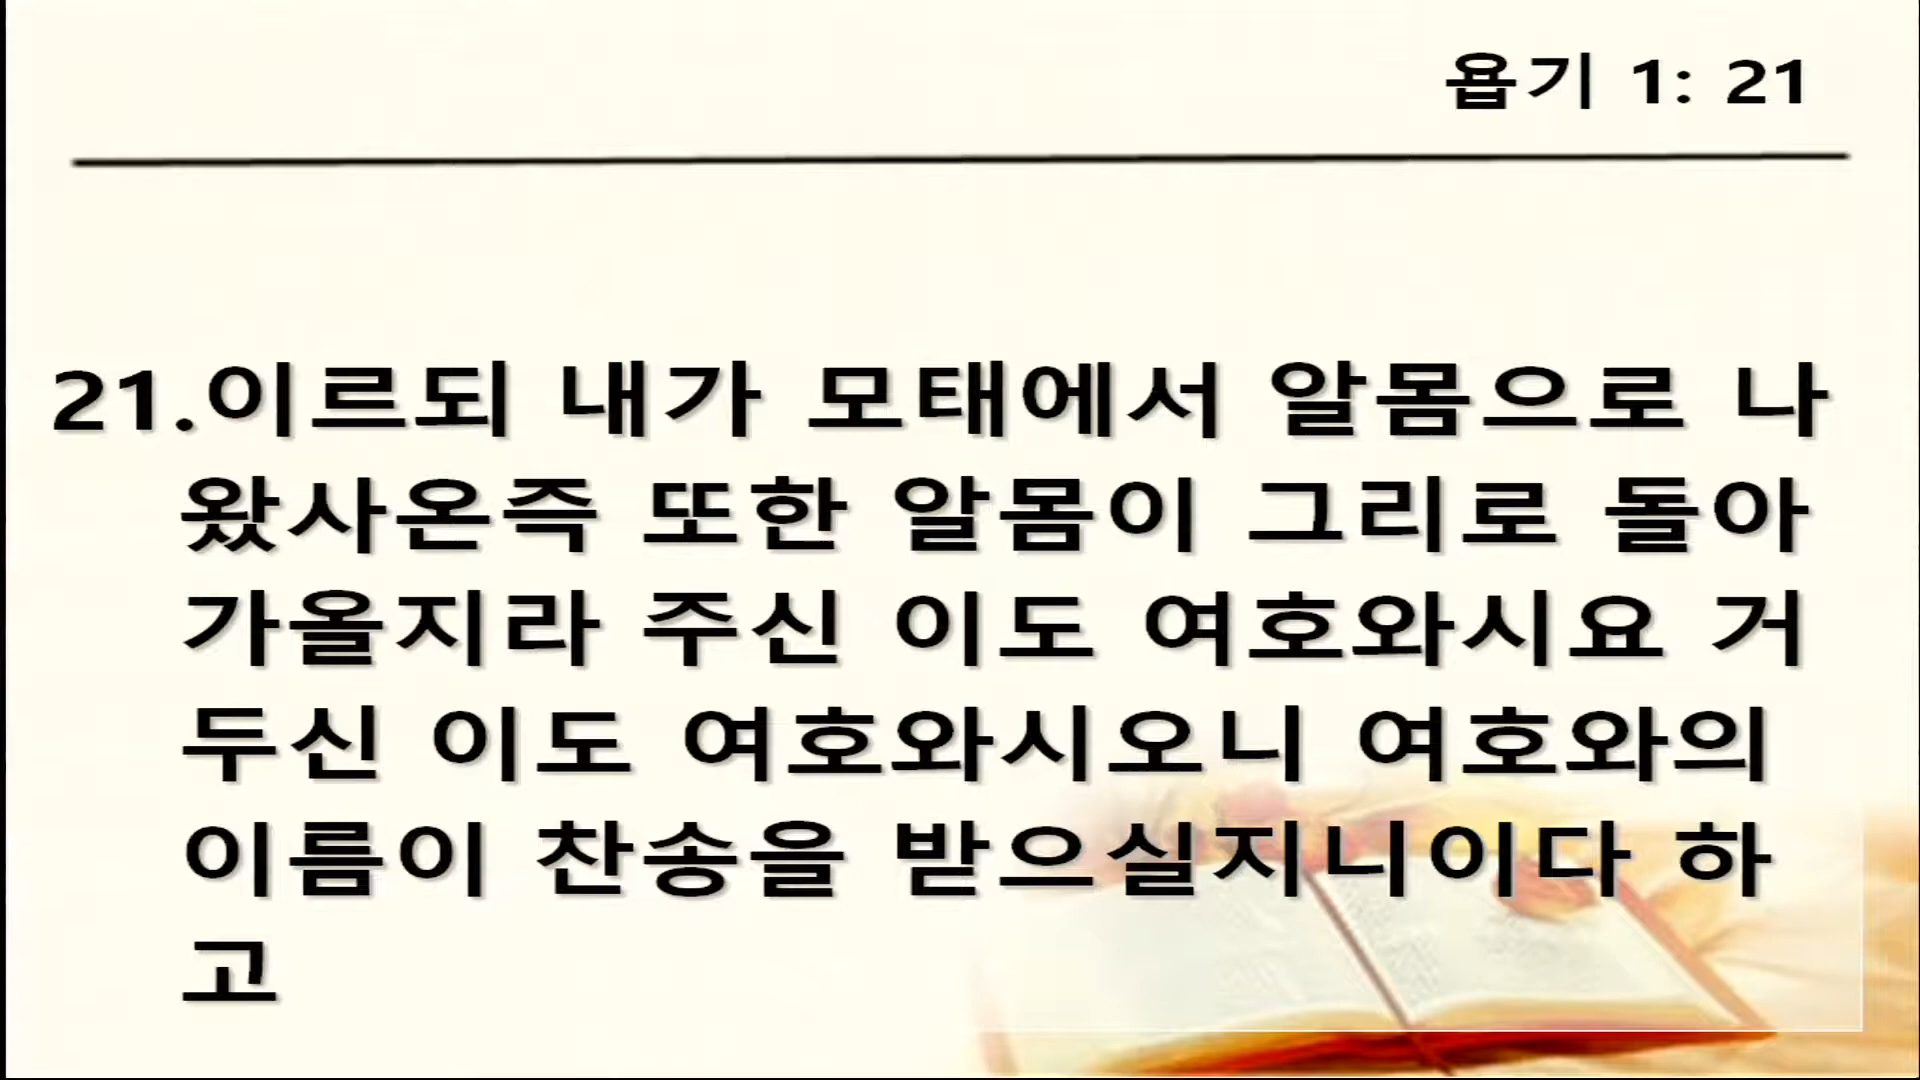 욥기 1: 21
21.이르되 내가 모태에서 알몸으로 나
왔사온즉 또한 알몸이 그리로 돌아
가올지라 주신 이도 여호와시요 거
두신 이도 여호와시오니 여호와의
이름이 찬송을 받으실지니이다 하
고